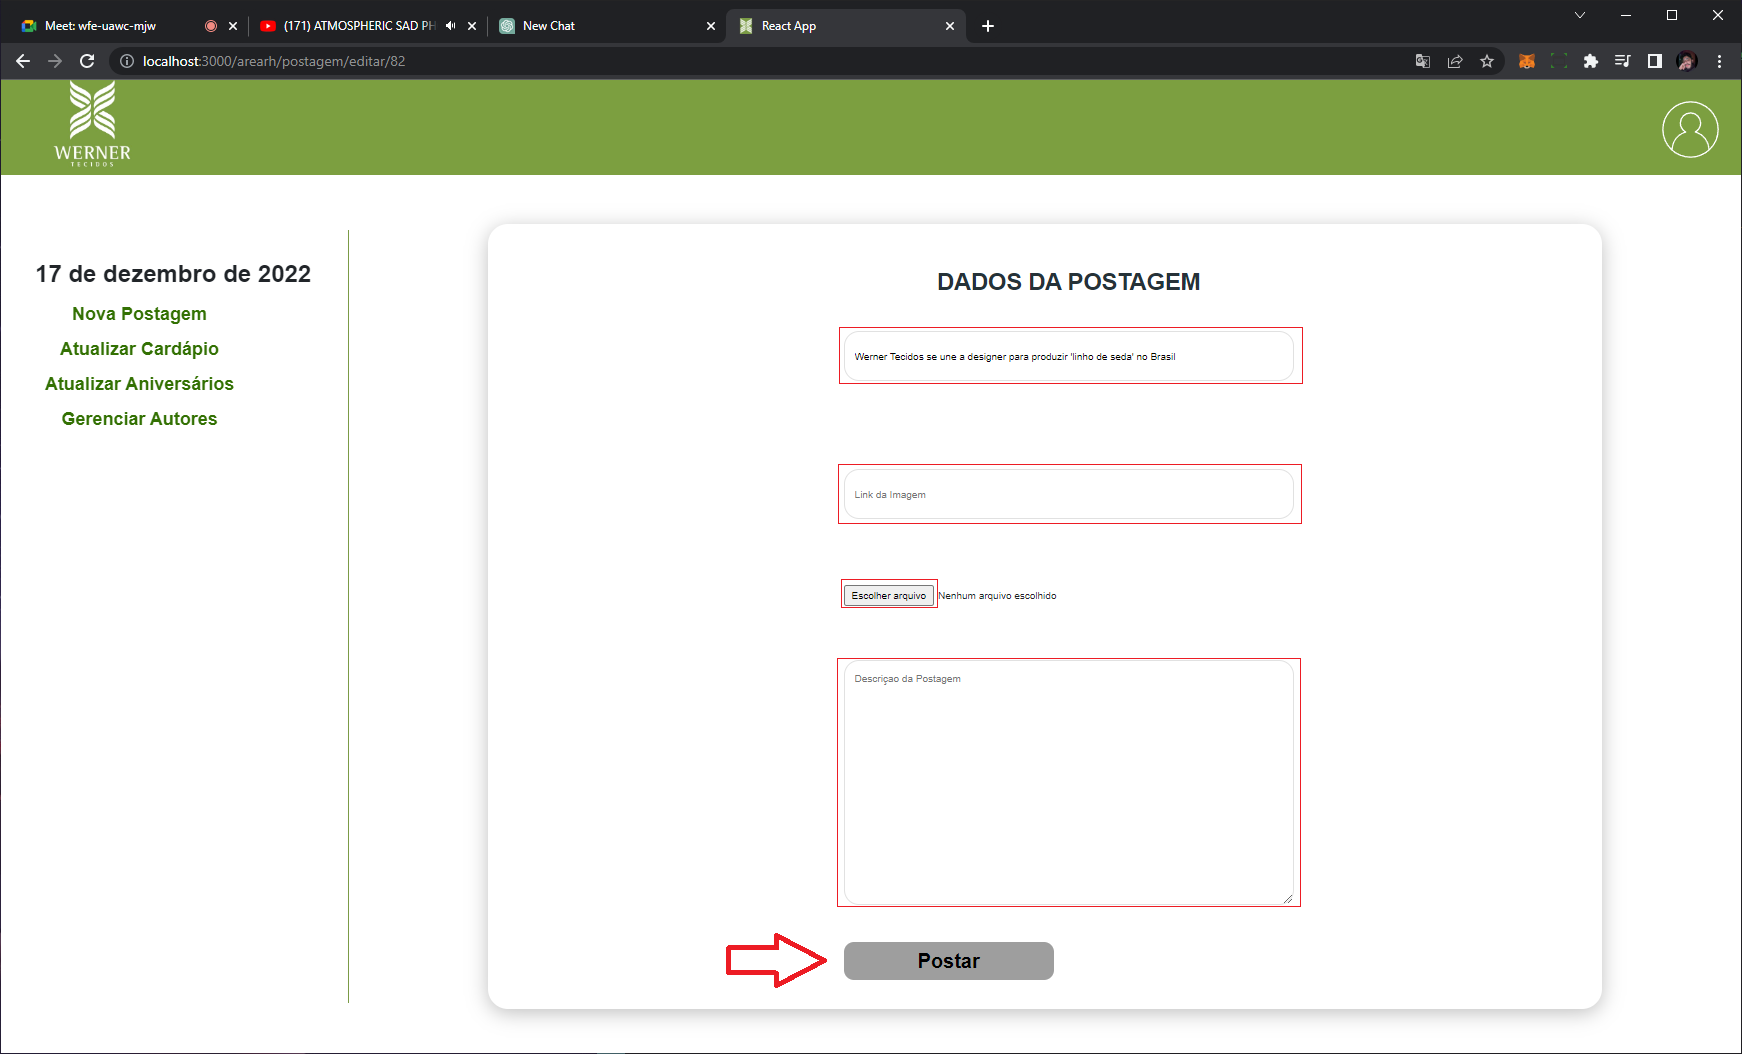 Meet: wfe-uawc-mjw
(171) ATMOSPHERIC SAD PH
New Chat
React App
localhost:3000/arearh/postagem/editar/82
WERNER
TECIDOS
17 de dezembro de 2022
Nova Postagem
Atualizar Cardápio
Atualizar Aniversários
Gerenciar Autores
DADOS DA POSTAGEM
Werner Tecidos se une a designer para produzir 'linho de seda' no Brasil
Link da Imagem
Escolher arquivo Nenhum arquivo escolhido
Descriçao da Postagem
Postar